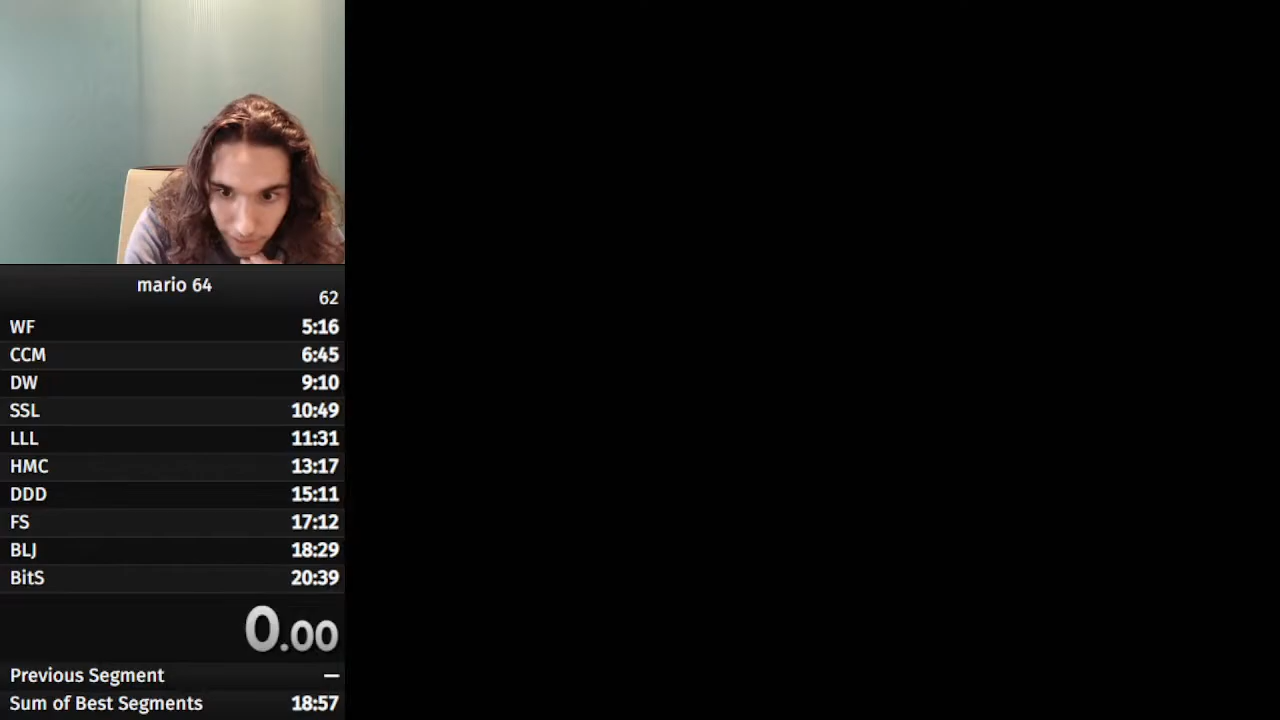 mario 64
62
WF 5:16
CCM 6:45
DW 9:10
SSL 10:49
LLL 11:31
HMC 13:17
DDD 15:11
FS 17:12
BLJ 18:29
BitS 20:39
0.00
Previous Segment —
Sum of Best Segments 18:57